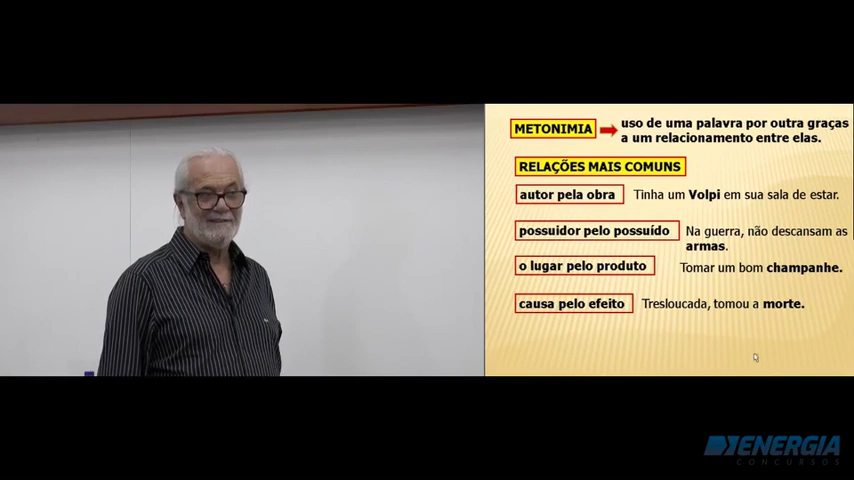 METONIMIA uso de uma palavra por outra graças
a um relacionamento entre elas.
RELAÇÕES MAIS COMUNS
autor pela obra Tinha um Volpi em sua sala de estar.
possuidor pelo possuído Na guerra, não descansam as
armas.
o lugar pelo produto Tomar um bom champanhe.
causa pelo efeito Tresloucada, tomou a morte.
ENERGIA
CONCURSOS